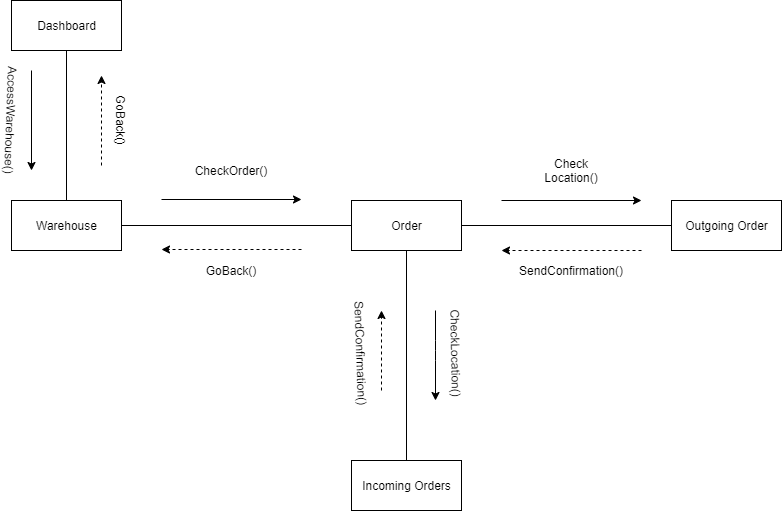 Dashboard
AccessWarehouse()
GoBack()
CheckOrder()
Check
Location()
Warehouse
Order
Outgoing Order
GoBack()
SendConfirmation()
SendConfirmation()
CheckLocation()
Incoming Orders